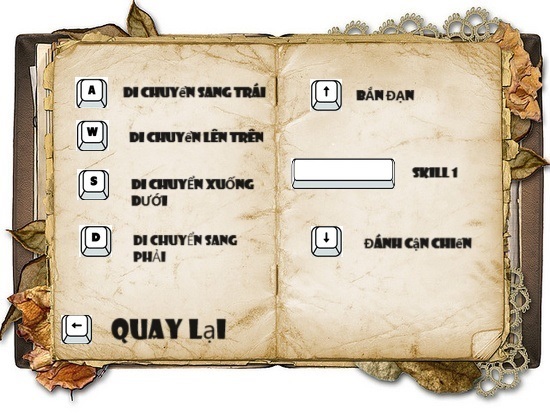 A DI CHUYỂN SANG TRÁI
W DI CHUYỂN LÊN TRÊN
S DI CHUYỂN XUỐNG
DƯỚI
D DI CHUYỂN SANG
PHẢI
← QUAY LẠI
↑ BẮN ĐẠN
SKILL 1
↓ ĐÁNH CẬN CHIẾN